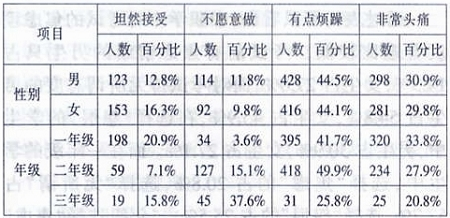 项目 坦然接受 不愿意做 有点烦躁 非常头痛
人数 百分比 人数 百分比 人数 百分比 人数 百分比
性别 男 123 12.8% 114 11.8% 428 44.5% 298 30.9%
女 153 16.3% 92 9.8% 416 44.1% 281 29.8%
年级 一年级 198 20.9% 34 3.6% 395 41.7% 320 33.8%
二年级 59 7.1% 127 15.1% 418 49.9% 234 27.9%
三年级 19 15.8% 45 37.6% 31 25.8% 25 20.8%